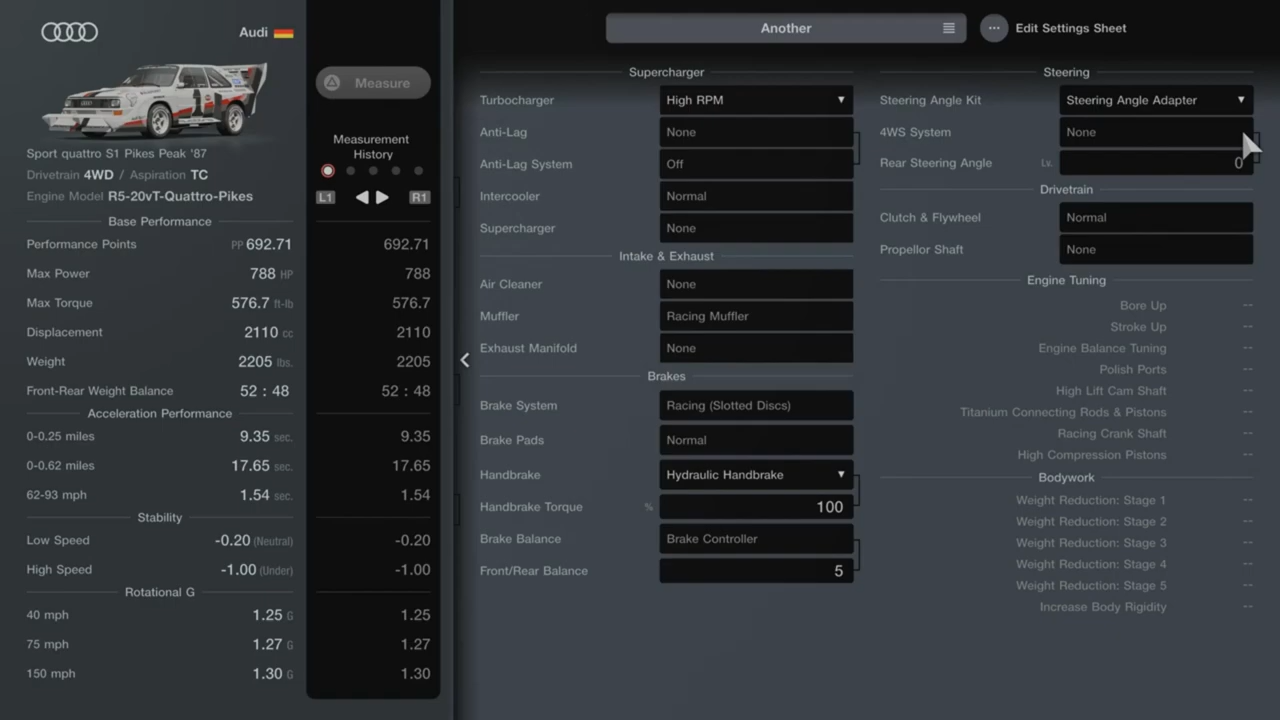 Audi
Sport quattro S1 Pikes Peak '87
Drivetrain 4WD / Aspiration TC
Engine Model R5-20vT-Quattro-Pikes
Base Performance
Performance Points PP 692.71
Max Power 788 HP
Max Torque 576.7 ft-lb
Displacement 2110 cc
Weight 2205 lbs.
Front-Rear Weight Balance 52 : 48
Acceleration Performance
0-0.25 miles 9.35 sec.
0-0.62 miles 17.65 sec.
62-93 mph 1.54 sec.
Stability
Low Speed -0.20 (Neutral)
High Speed -1.00 (Under)
Rotational G
40 mph 1.25 G
75 mph 1.27 G
150 mph 1.30 G
Measure
Measurement
History
L1 R1
692.71
788
576.7
2110
2205
52 : 48
9.35
17.65
1.54
-0.20
-1.00
1.25
1.27
1.30
Another
Edit Settings Sheet
Supercharger
Turbocharger High RPM
Anti-Lag None
Anti-Lag System Off
Intercooler Normal
Supercharger None
Intake & Exhaust
Air Cleaner None
Muffler Racing Muffler
Exhaust Manifold None
Brakes
Brake System Racing (Slotted Discs)
Brake Pads Normal
Handbrake Hydraulic Handbrake
Handbrake Torque % 100
Brake Balance Brake Controller
Front/Rear Balance 5
Steering
Steering Angle Kit Steering Angle Adapter
4WS System None
Rear Steering Angle Lv. 0
Drivetrain
Clutch & Flywheel Normal
Propellor Shaft None
Engine Tuning
Bore Up --
Stroke Up --
Engine Balance Tuning --
Polish Ports --
High Lift Cam Shaft --
Titanium Connecting Rods & Pistons --
Racing Crank Shaft --
High Compression Pistons --
Bodywork
Weight Reduction: Stage 1 --
Weight Reduction: Stage 2 --
Weight Reduction: Stage 3 --
Weight Reduction: Stage 4 --
Weight Reduction: Stage 5 --
Increase Body Rigidity --